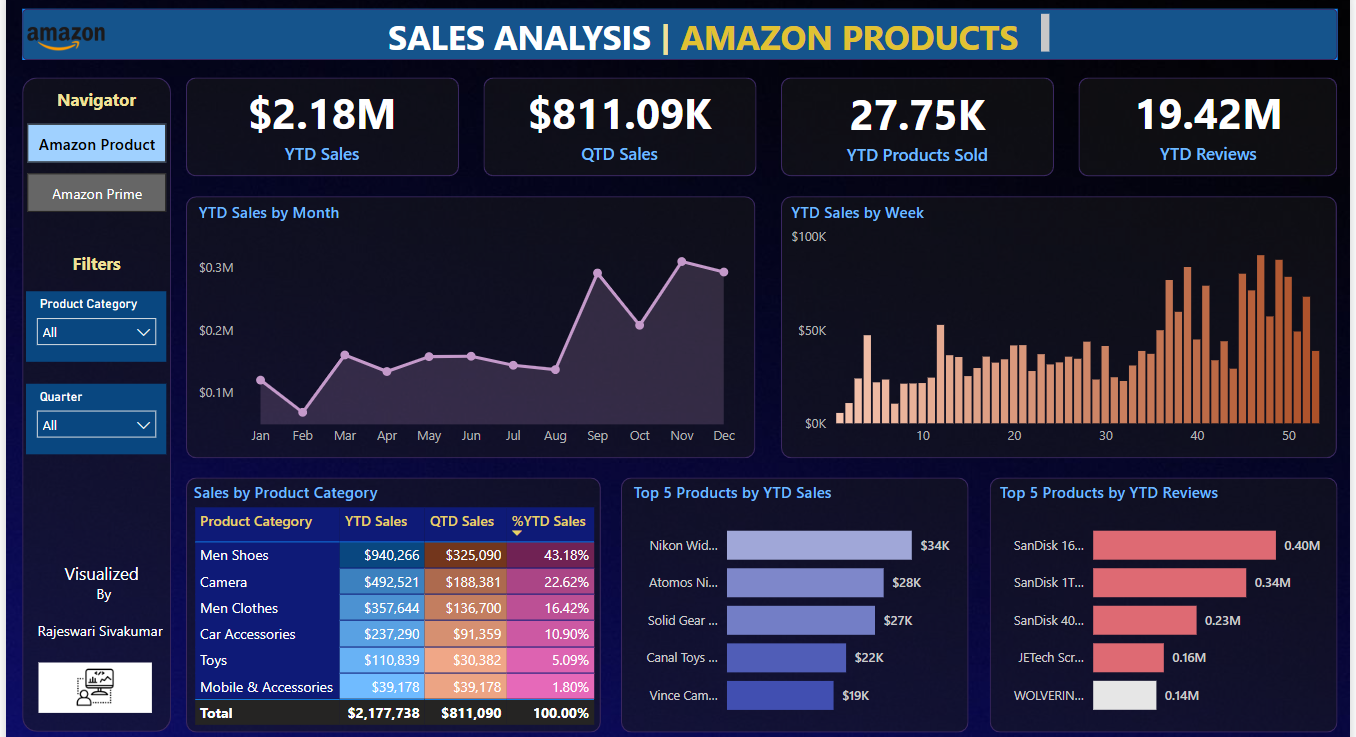 amazon
SALES ANALYSIS | AMAZON PRODUCTS
Navigator
Amazon Product
Amazon Prime
Filters
Product Category
All
Quarter
All
Visualized
By
Rajeswari Sivakumar
$2.18M
YTD Sales
$811.09K
QTD Sales
27.75K
YTD Products Sold
19.42M
YTD Reviews
YTD Sales by Month
$0.3M
$0.2M
$0.1M
Jan Feb Mar Apr May Jun Jul Aug Sep Oct Nov Dec
YTD Sales by Week
$100K
$50K
$0K
10 20 30 40 50
Sales by Product Category
Product Category YTD Sales QTD Sales %YTD Sales
Men Shoes $940,266 $325,090 43.18%
Camera $492,521 $188,381 22.62%
Men Clothes $357,644 $136,700 16.42%
Car Accessories $237,290 $91,359 10.90%
Toys $110,839 $30,382 5.09%
Mobile & Accessories $39,178 $39,178 1.80%
Total $2,177,738 $811,090 100.00%
Top 5 Products by YTD Sales
Nikon Wid... $34K
Atomos Ni... $28K
Solid Gear ... $27K
Canal Toys ... $22K
Vince Cam... $19K
Top 5 Products by YTD Reviews
SanDisk 16... 0.40M
SanDisk 1T... 0.34M
SanDisk 40... 0.23M
JETech Scr... 0.16M
WOLVERIN... 0.14M